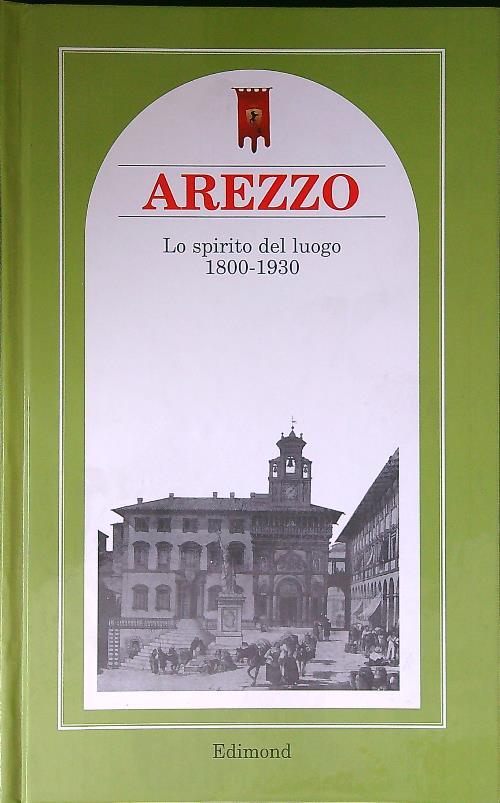 AREZZO
Lo spirito del luogo
1800-1930
Edimond